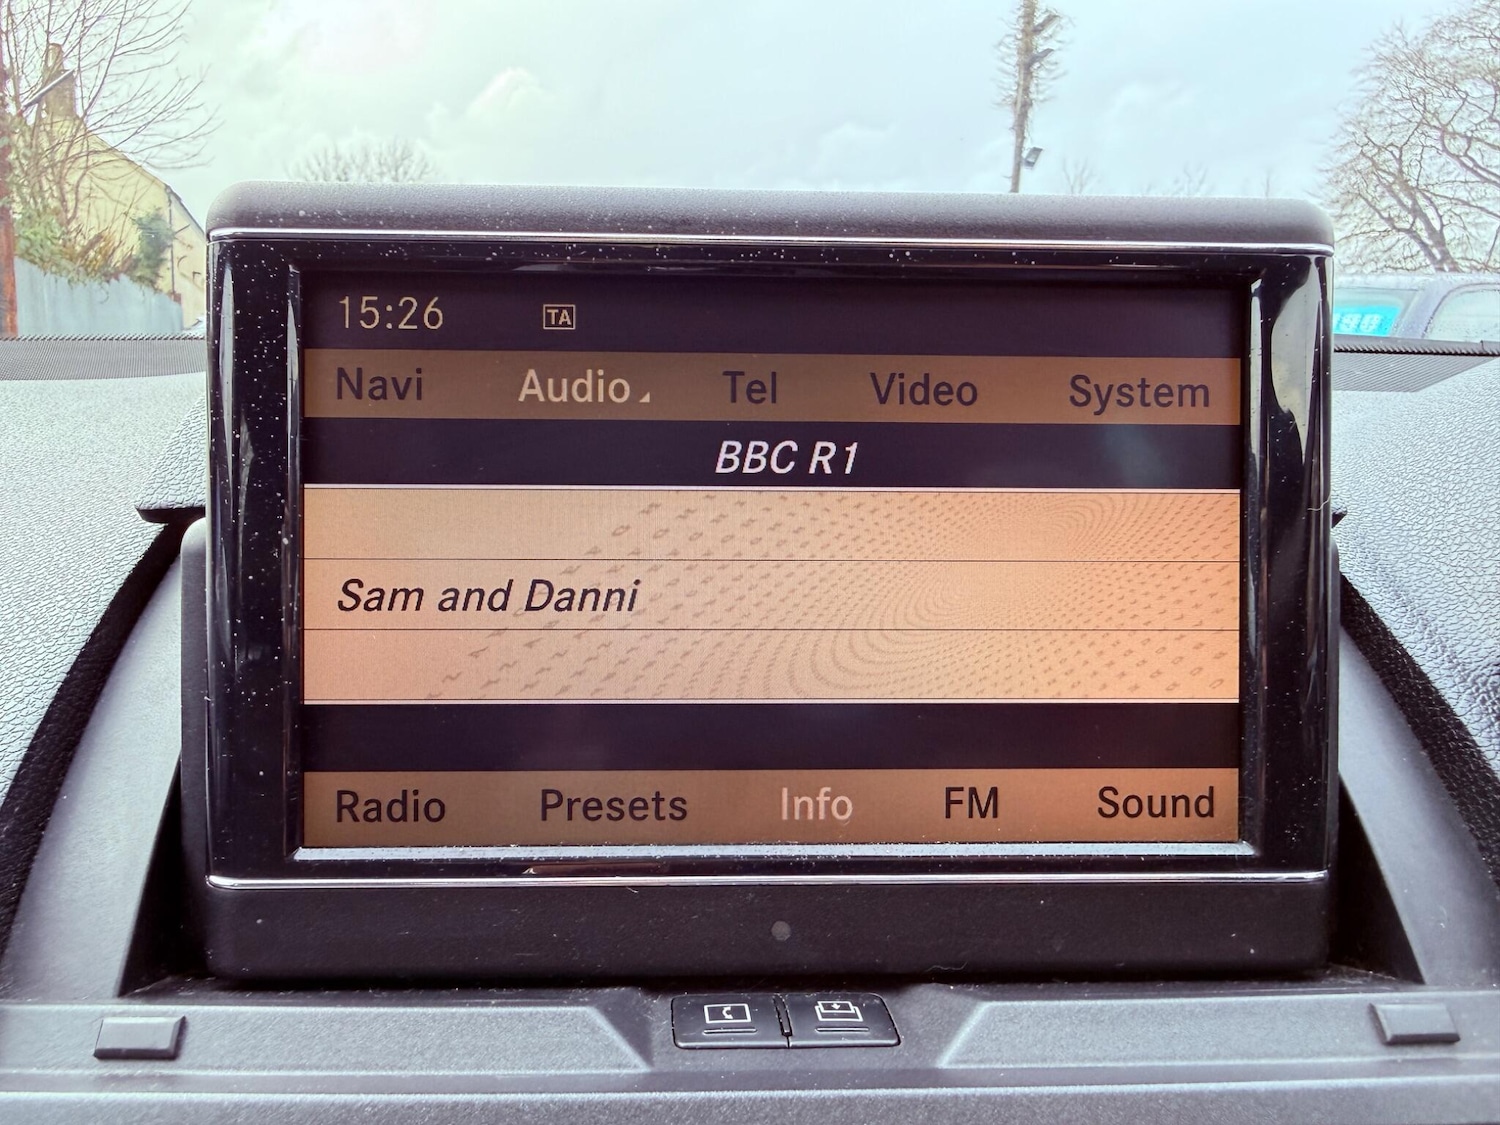 15:26 TA
Navi Audio Tel Video System
BBC R1
Sam and Danni
Radio Presets Info FM Sound